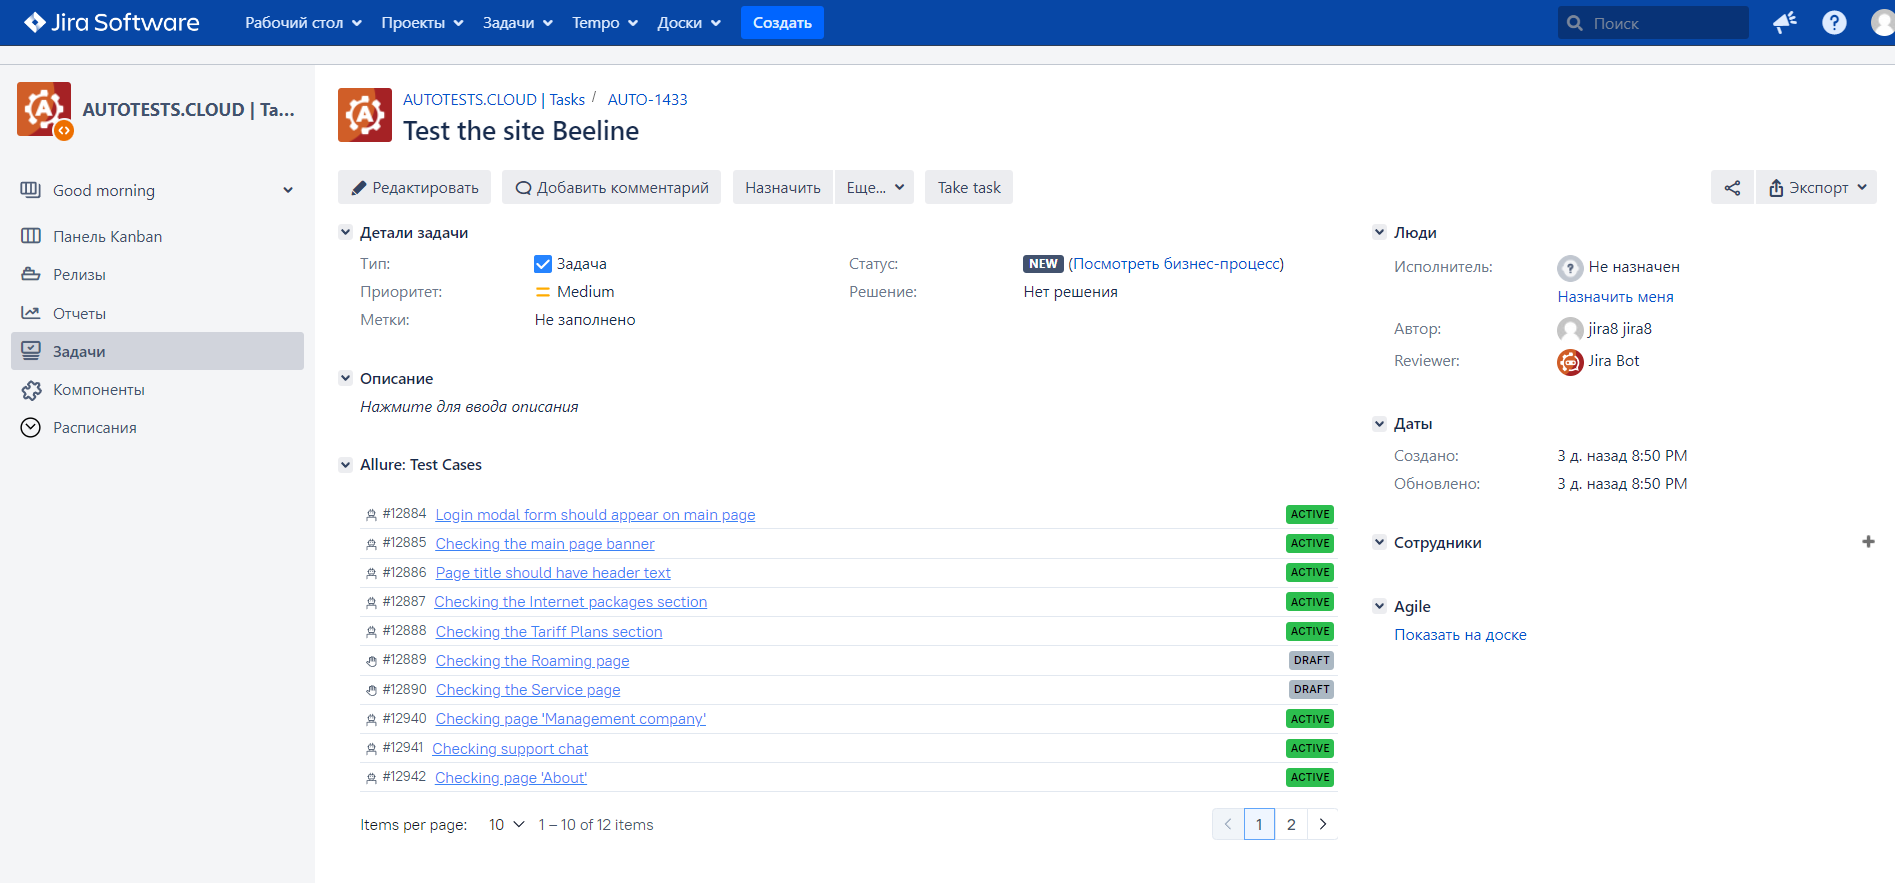 Jira Software
Рабочий стол
Проекты
Задачи
Tempo
Доски
Создать
Поиск
AUTOTESTS.CLOUD | Ta...
Good morning
Панель Kanban
Релизы
Отчеты
Задачи
Компоненты
Расписания
AUTOTESTS.CLOUD | Tasks / AUTO-1433
Test the site Beeline
Редактировать
Добавить комментарий
Назначить
Еще...
Take task
Экспорт
Детали задачи
Тип: Задача
Статус: NEW (Посмотреть бизнес-процесс)
Приоритет: Medium
Решение: Нет решения
Метки: Не заполнено
Описание
Нажмите для ввода описания
Allure: Test Cases
#12884 Login modal form should appear on main page ACTIVE
#12885 Checking the main page banner ACTIVE
#12886 Page title should have header text ACTIVE
#12887 Checking the Internet packages section ACTIVE
#12888 Checking the Tariff Plans section ACTIVE
#12889 Checking the Roaming page DRAFT
#12890 Checking the Service page DRAFT
#12940 Checking page 'Management company' ACTIVE
#12941 Checking support chat ACTIVE
#12942 Checking page 'About' ACTIVE
Items per page: 10 1 – 10 of 12 items
1 2
Люди
Исполнитель: Не назначен
Назначить меня
Автор: jira8 jira8
Reviewer: Jira Bot
Даты
Создано: 3 д. назад 8:50 PM
Обновлено: 3 д. назад 8:50 PM
Сотрудники
Agile
Показать на доске